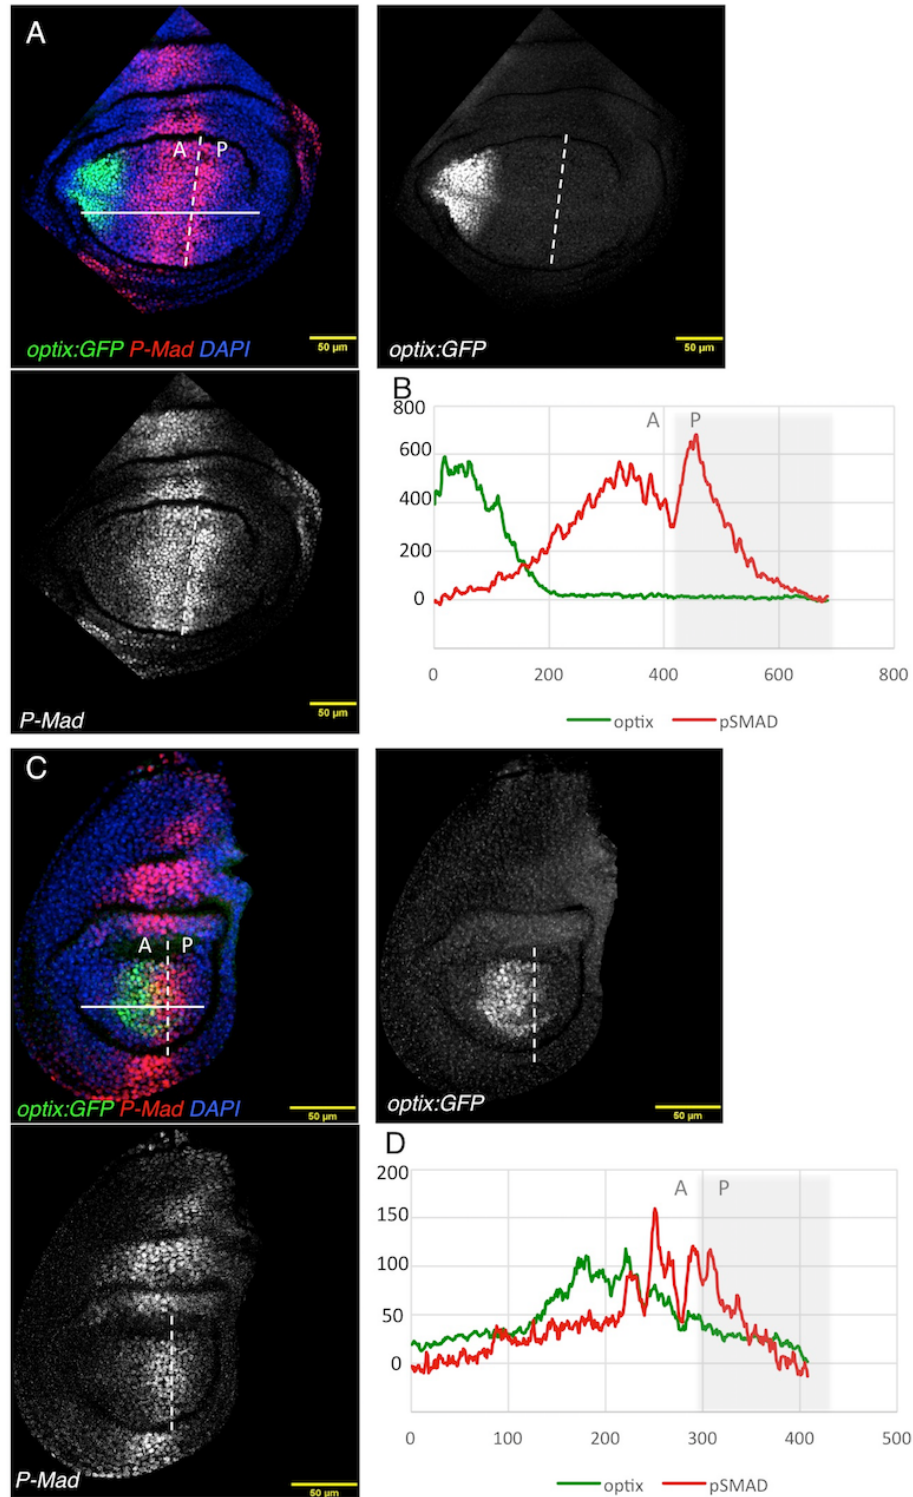 A
A P
optix:GFP P-Mad DAPI
50 µm
optix:GFP
50 µm
P-Mad
50 µm
B
800
600
400
200
0
A P
0 200 400 600 800
optix pSMAD
C
A P
optix:GFP P-Mad DAPI
50 µm
optix:GFP
50 µm
P-Mad
50 µm
D
200
150
100
50
0
A P
0 100 200 300 400 500
optix pSMAD